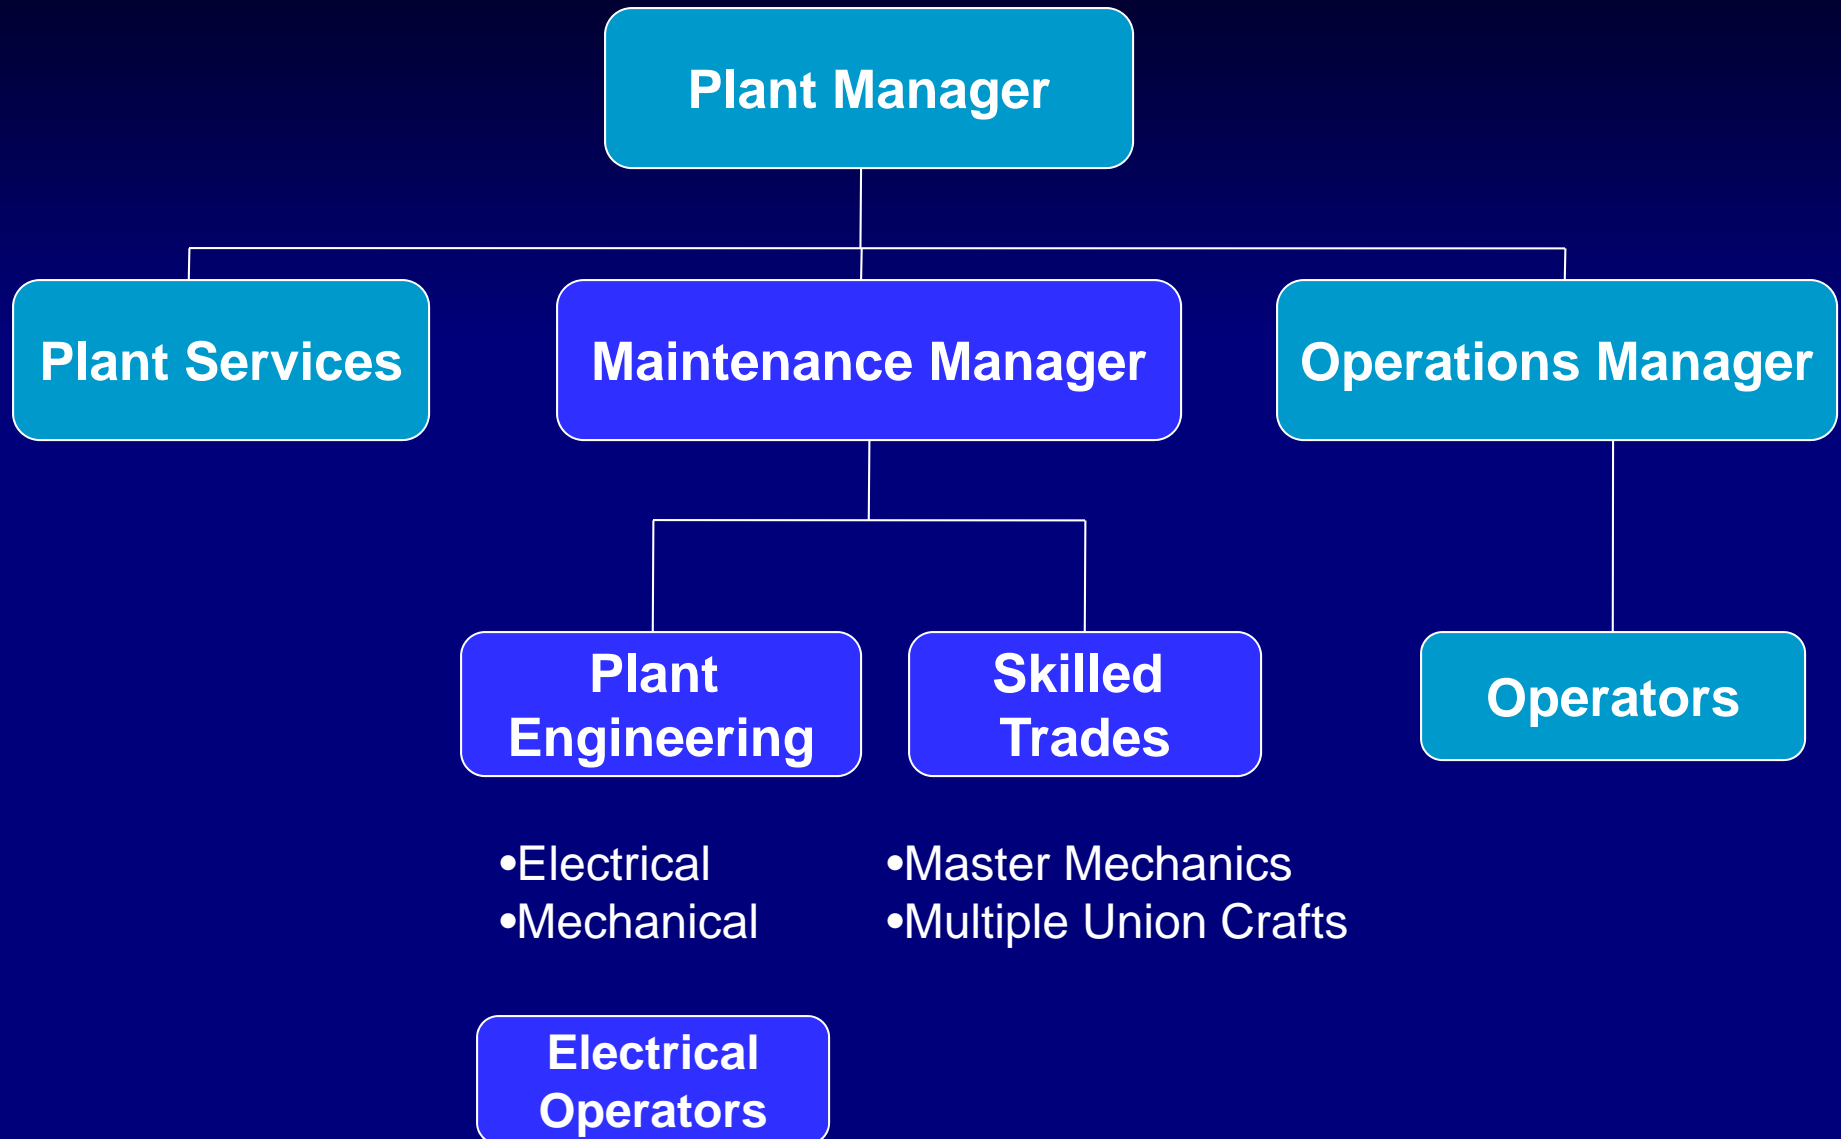 Plant Manager
Plant Services
Maintenance Manager
Operations Manager
Plant
Engineering
Skilled
Trades
Operators
•Electrical
•Mechanical
•Master Mechanics
•Multiple Union Crafts
Electrical
Operators